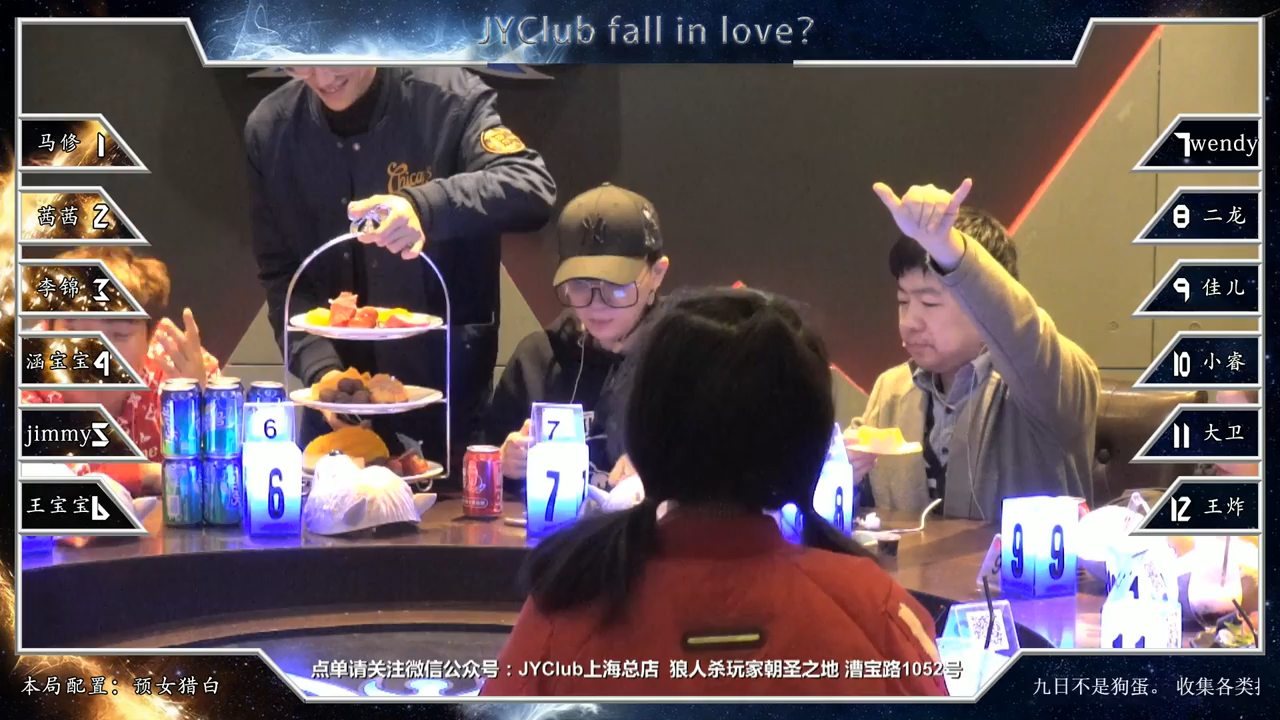 JYClub fall in love?
马修 1
茜茜 2
李锦 3
涵宝宝 4
jimmy 5
王宝宝 6
7 wendy
8 二龙
9 佳儿
10 小睿
11 大卫
12 王炸
Chicago
NY
6
6
7
7
8
9 9
11
点单请关注微信公众号：JYClub上海总店 狼人杀玩家朝圣之地 漕宝路1052号
本局配置：预女猎白
九日不是狗蛋。 收集各类